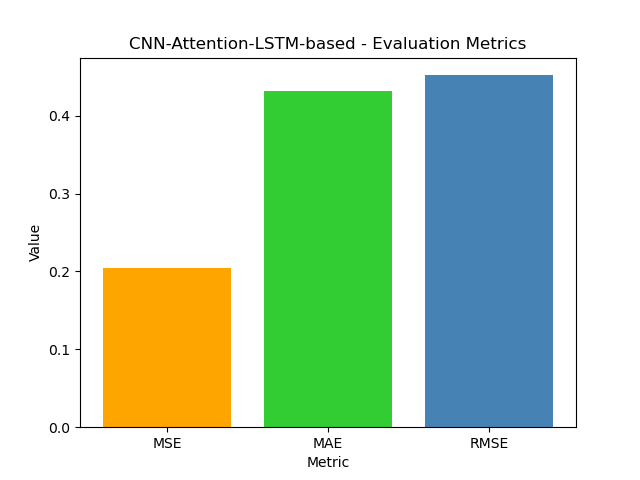 CNN-Attention-LSTM-based - Evaluation Metrics
0.4
0.3
0.2
0.1
0.0
Value
MSE MAE RMSE
Metric